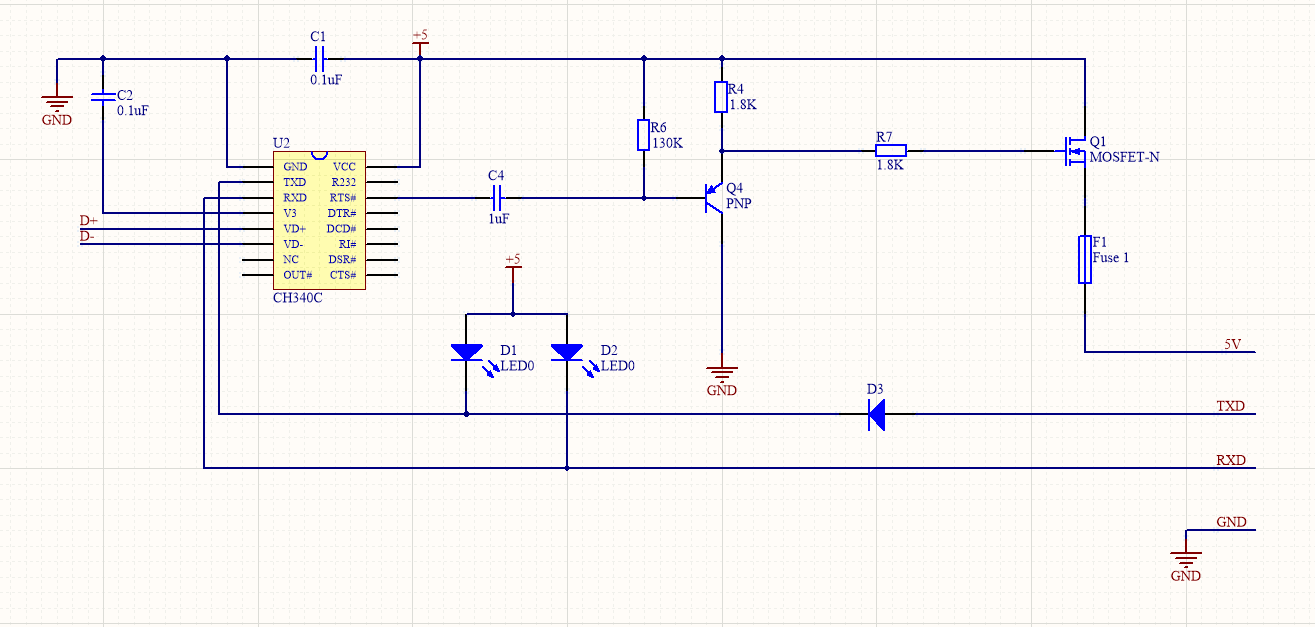 C1
+5
0.1uF
C2
0.1uF
GND
R4
1.8K
R6
130K
R7
1.8K
Q1
MOSFET-N
U2
GND VCC
TXD R232
RXD RTS#
V3 DTR#
VD+ DCD#
VD- RI#
NC DSR#
OUT# CTS#
CH340C
D+
D-
C4
1uF
Q4
PNP
F1
Fuse 1
+5
D1
LED0
D2
LED0
GND
5V
D3
TXD
RXD
GND
GND